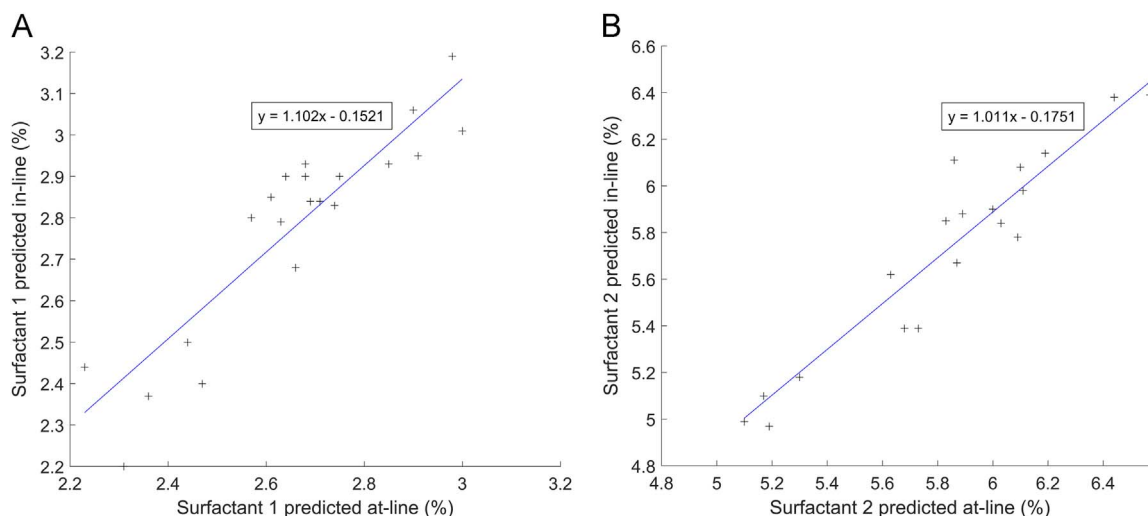 A
3.2
3.1
3
2.9
2.8
2.7
2.6
2.5
2.4
2.3
2.2
Surfactant 1 predicted in-line (%)
y = 1.102x - 0.1521
2.2 2.4 2.6 2.8 3 3.2
Surfactant 1 predicted at-line (%)
B
6.6
6.4
6.2
6
5.8
5.6
5.4
5.2
5
4.8
Surfactant 2 predicted in-line (%)
y = 1.011x - 0.1751
4.8 5 5.2 5.4 5.6 5.8 6 6.2 6.4
Surfactant 2 predicted at-line (%)